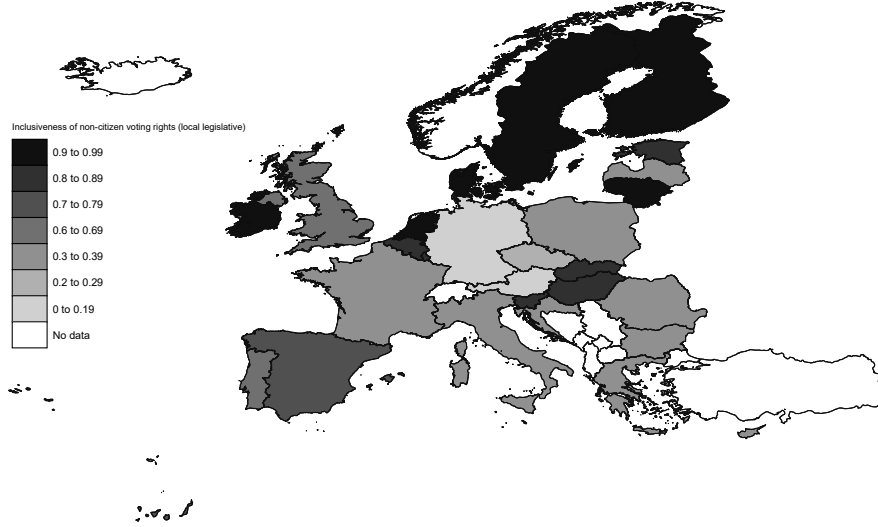 Inclusiveness of non-citizen voting rights (local legislative)
0.9 to 0.99
0.8 to 0.89
0.7 to 0.79
0.6 to 0.69
0.3 to 0.39
0.2 to 0.29
0 to 0.19
No data